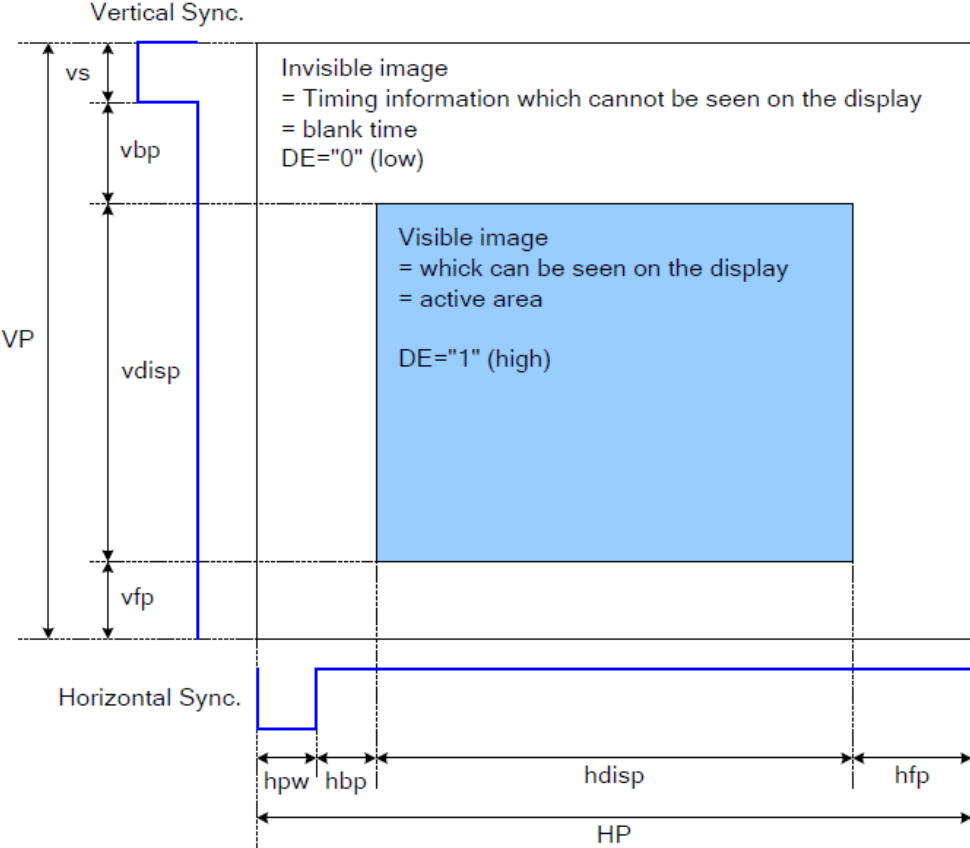 Vertical Sync.
vs
Invisible image
= Timing information which cannot be seen on the display
= blank time
DE="0" (low)
vbp
Visible image
= whick can be seen on the display
= active area
DE="1" (high)
VP
vdisp
vfp
Horizontal Sync.
hpw
hbp
hdisp
hfp
HP